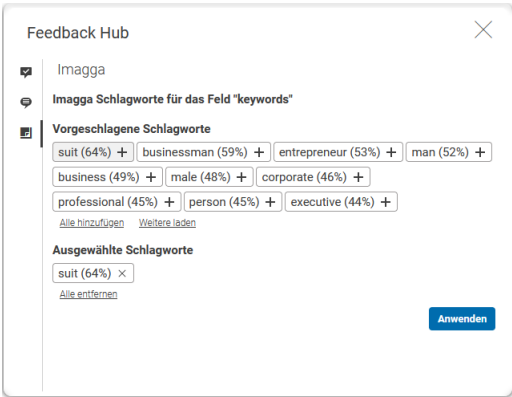 Feedback Hub
Imagga
Imagga Schlagworte für das Feld "keywords"
Vorgeschlagene Schlagworte
suit (64%) + businessman (59%) + entrepreneur (53%) + man (52%) +
business (49%) + male (48%) + corporate (46%) +
professional (45%) + person (45%) + executive (44%) +
Alle hinzufügen Weitere laden
Ausgewählte Schlagworte
suit (64%) ×
Alle entfernen
Anwenden